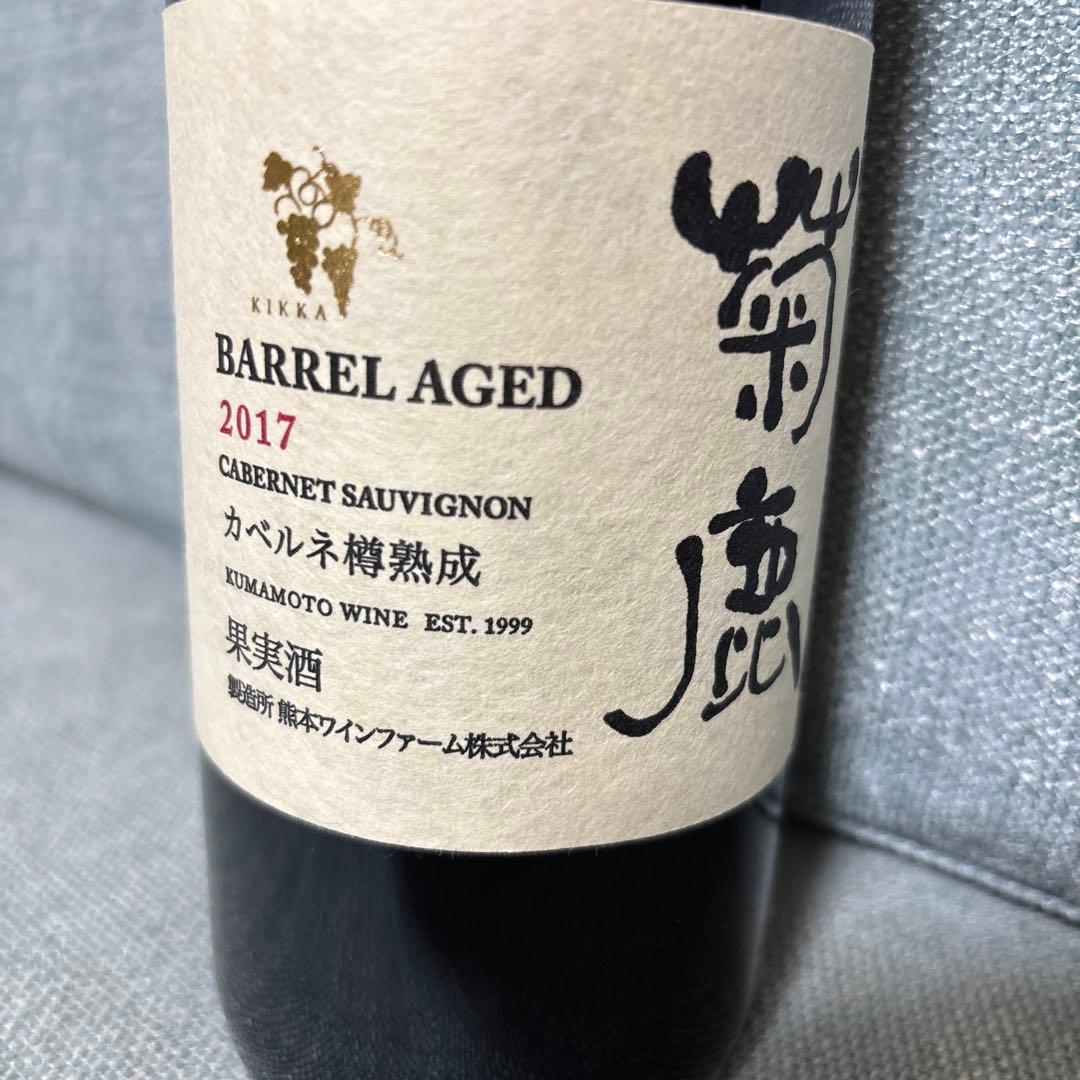 KIKKA
BARREL AGED
2017
CABERNET SAUVIGNON
カベルネ樽熟成
KUMAMOTO WINE EST. 1999
果実酒
製造所 熊本ワインファーム株式会社
菊鹿